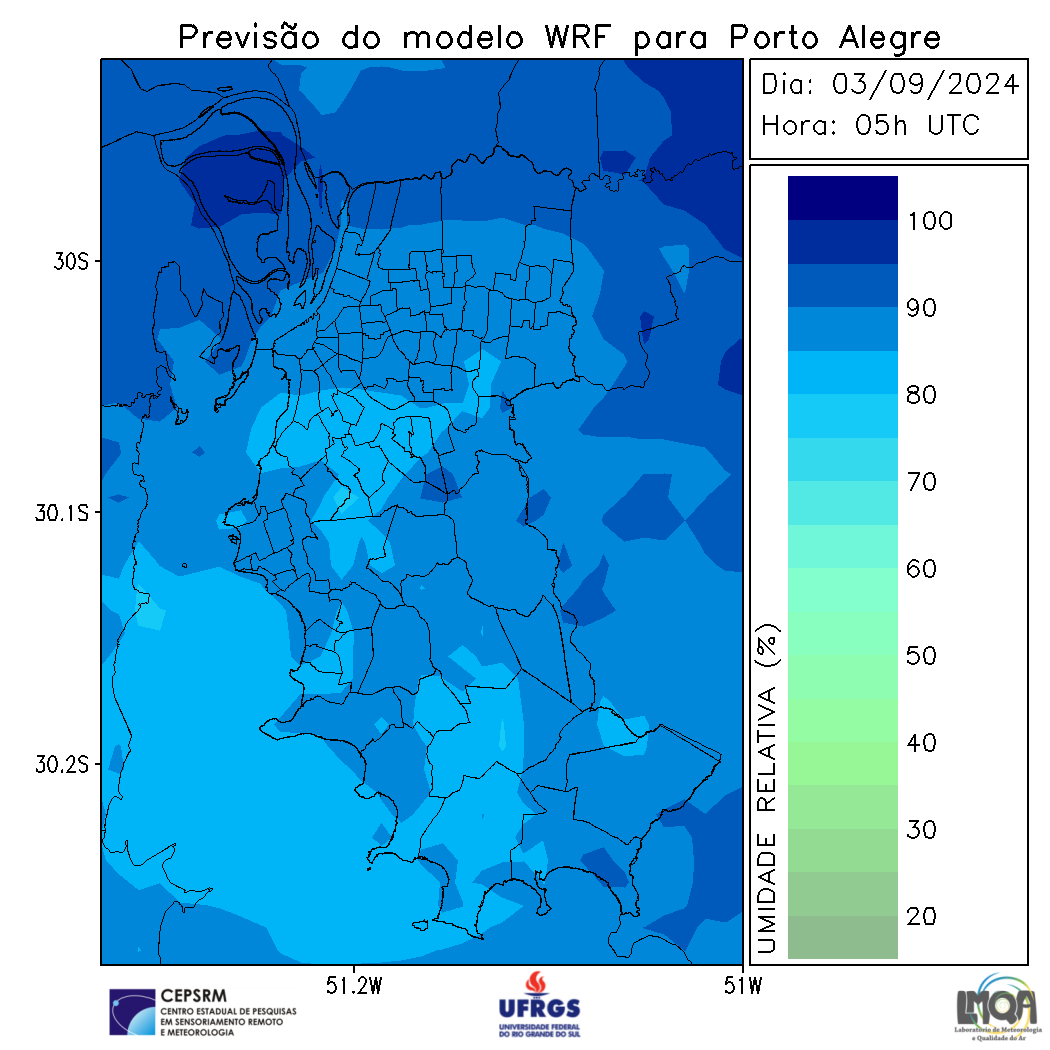 Previsão do modelo WRF para Porto Alegre
Dia: 03/09/2024
Hora: 05h UTC
30S
30.1S
30.2S
51.2W
51W
100
90
80
70
60
50
40
30
20
UMIDADE RELATIVA (%)
CEPSRM
CENTRO ESTADUAL DE PESQUISAS
EM SENSORIAMENTO REMOTO
E METEOROLOGIA
UFRGS
UNIVERSIDADE FEDERAL
DO RIO GRANDE DO SUL
LMQA
Laboratório de Meteorologia
e Qualidade do Ar